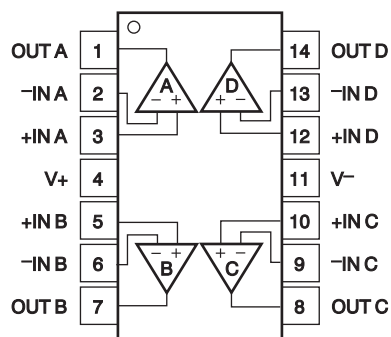 OUT A 1 14 OUT D
–IN A 2 A D 13 –IN D
– + + –
+IN A 3 12 +IN D
V+ 4 11 V–
+IN B 5 10 +IN C
– + + –
–IN B 6 B C 9 –IN C
OUT B 7 8 OUT C